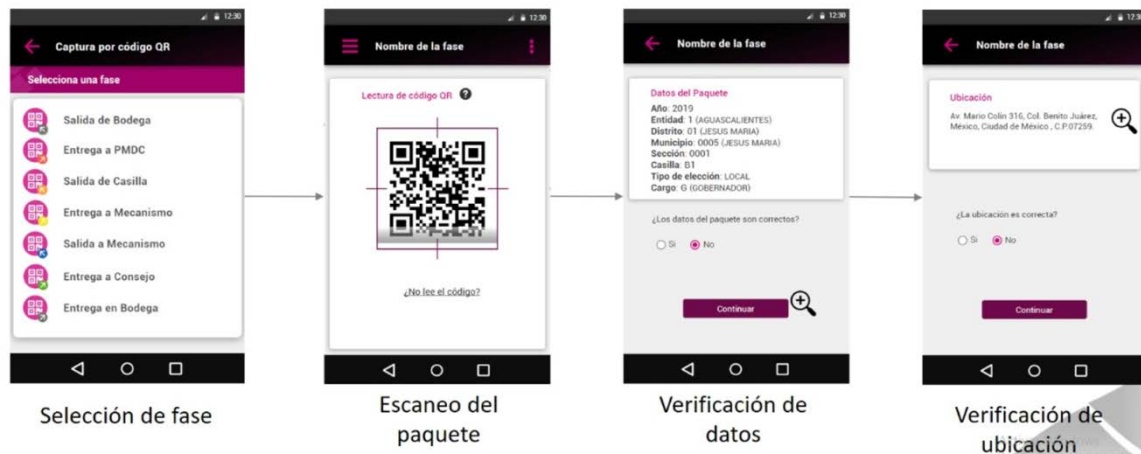 12:30
Captura por código QR
Selecciona una fase
Salida de Bodega
Entrega a PMDC
Salida de Casilla
Entrega a Mecanismo
Salida a Mecanismo
Entrega a Consejo
Entrega en Bodega
Selección de fase
12:30
Nombre de la fase
Lectura de código QR ?
¿No lee el código?
Escaneo del
paquete
12:30
Nombre de la fase
Datos del Paquete
Año: 2019
Entidad: 1 (AGUASCALIENTES)
Distrito: 01 (JESUS MARIA)
Municipio: 0005 (JESUS MARIA)
Sección: 0001
Casilla: B1
Tipo de elección: LOCAL
Cargo: G (GOBERNADOR)
¿Los datos del paquete son correctos?
Si No
Continuar
Verificación de
datos
12:30
Nombre de la fase
Ubicación
Av. Mario Colín 316, Col. Benito Juárez,
México, Ciudad de México , C.P.07259.
¿La ubicación es correcta?
Si No
Continuar
Verificación de
ubicación